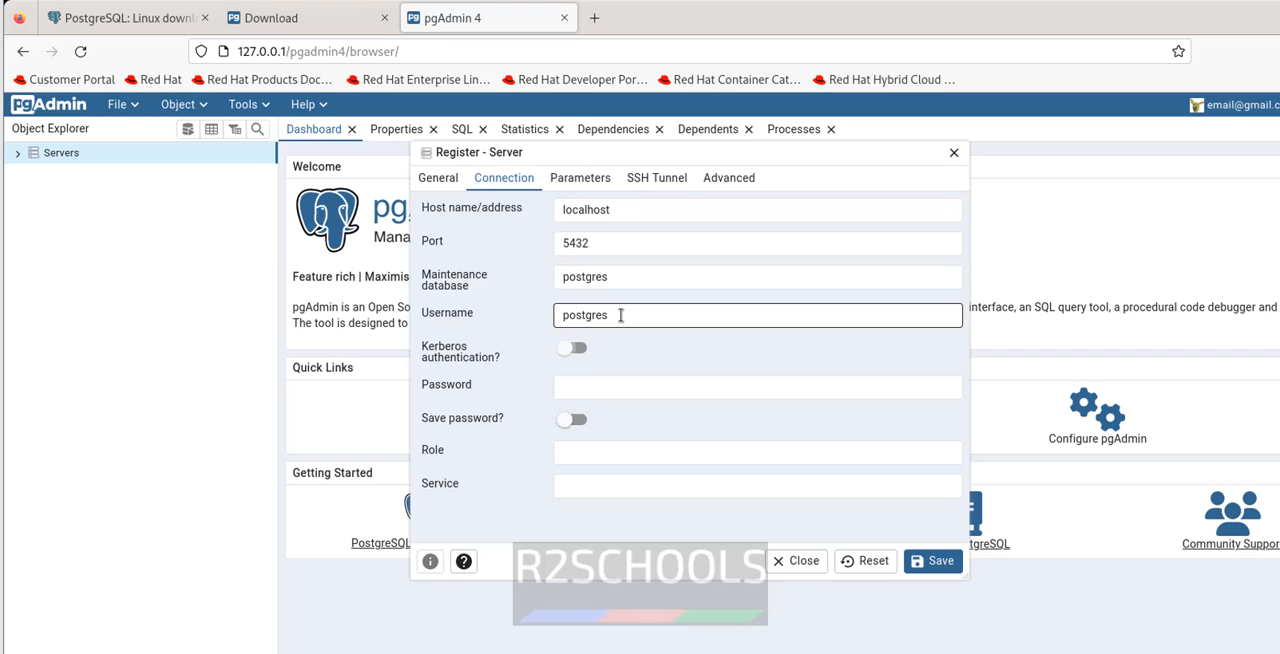 PostgreSQL: Linux downl
Download
pgAdmin 4
127.0.0.1/pgadmin4/browser/
Customer Portal
Red Hat
Red Hat Products Doc...
Red Hat Enterprise Lin...
Red Hat Developer Por...
Red Hat Container Cat...
Red Hat Hybrid Cloud ...
pgAdmin
File
Object
Tools
Help
email@gmail.c
Object Explorer
Dashboard
Properties
SQL
Statistics
Dependencies
Dependents
Processes
Servers
Welcome
Register - Server
General
Connection
Parameters
SSH Tunnel
Advanced
pg
Mana
Feature rich | Maximis
pgAdmin is an Open So
interface, an SQL query tool, a procedural code debugger and
The tool is designed to
Host name/address
localhost
Port
5432
Maintenance
database
postgres
Username
postgres
Kerberos
authentication?
Password
Save password?
Role
Service
Quick Links
Configure pgAdmin
Getting Started
PostgreSQL
tgreSQL
Community Suppor
Close
Reset
Save
R2SCHOOLS